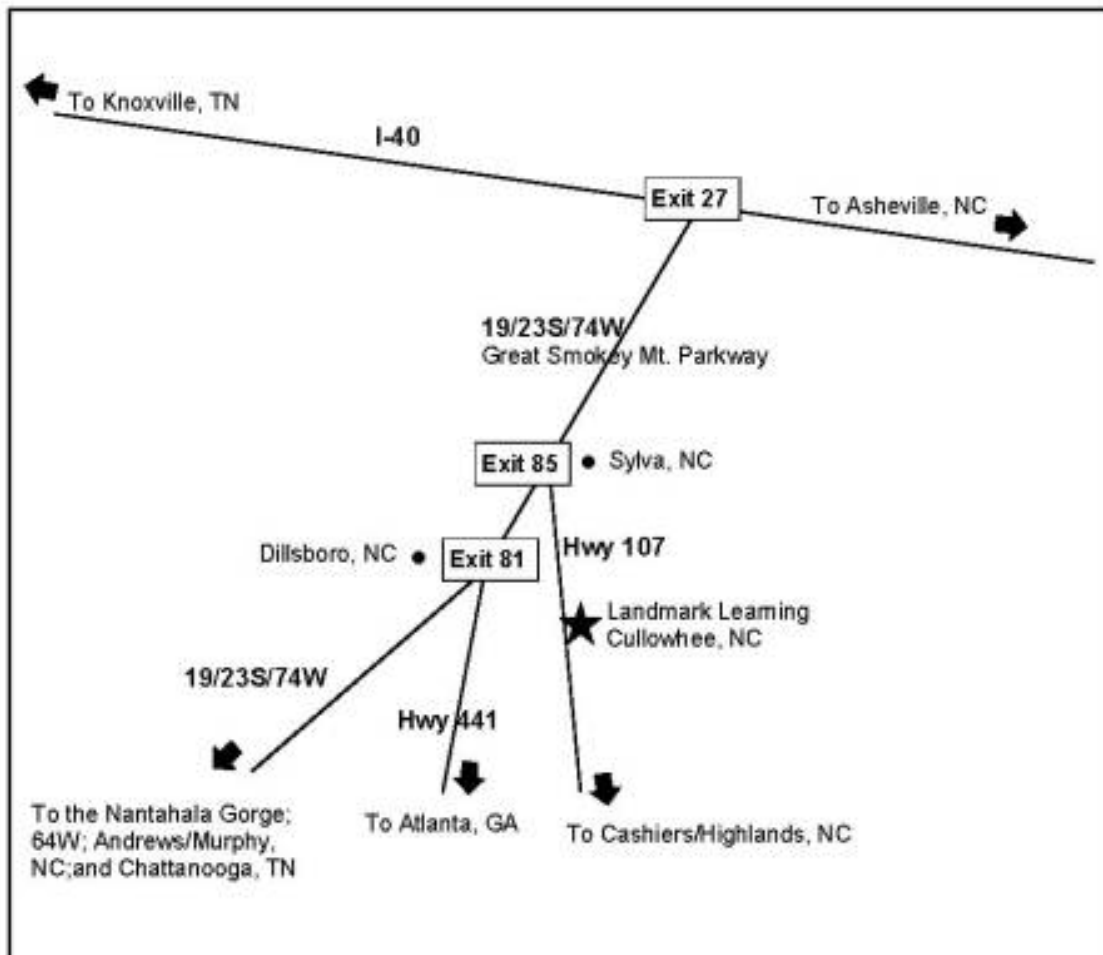 To Knoxville, TN
I-40
Exit 27
To Asheville, NC
19/23S/74W
Great Smokey Mt. Parkway
Exit 85
Sylva, NC
Dillsboro, NC
Exit 81
Hwy 107
Landmark Learning
Cullowhee, NC
19/23S/74W
Hwy 441
To the Nantahala Gorge;
64W; Andrews/Murphy,
NC;and Chattanooga, TN
To Atlanta, GA
To Cashiers/Highlands, NC